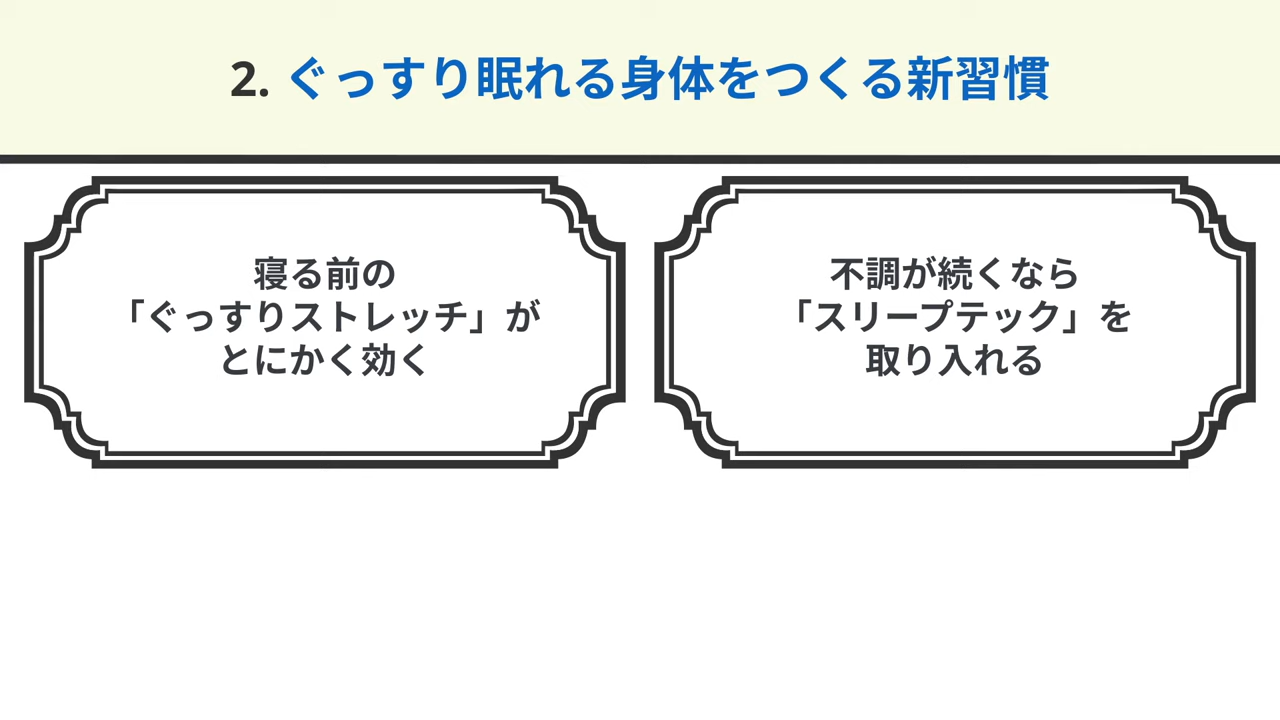 2. ぐっすり眠れる身体をつくる新習慣
寝る前の
「ぐっすりストレッチ」が
とにかく効く
不調が続くなら
「スリープテック」を
取り入れる